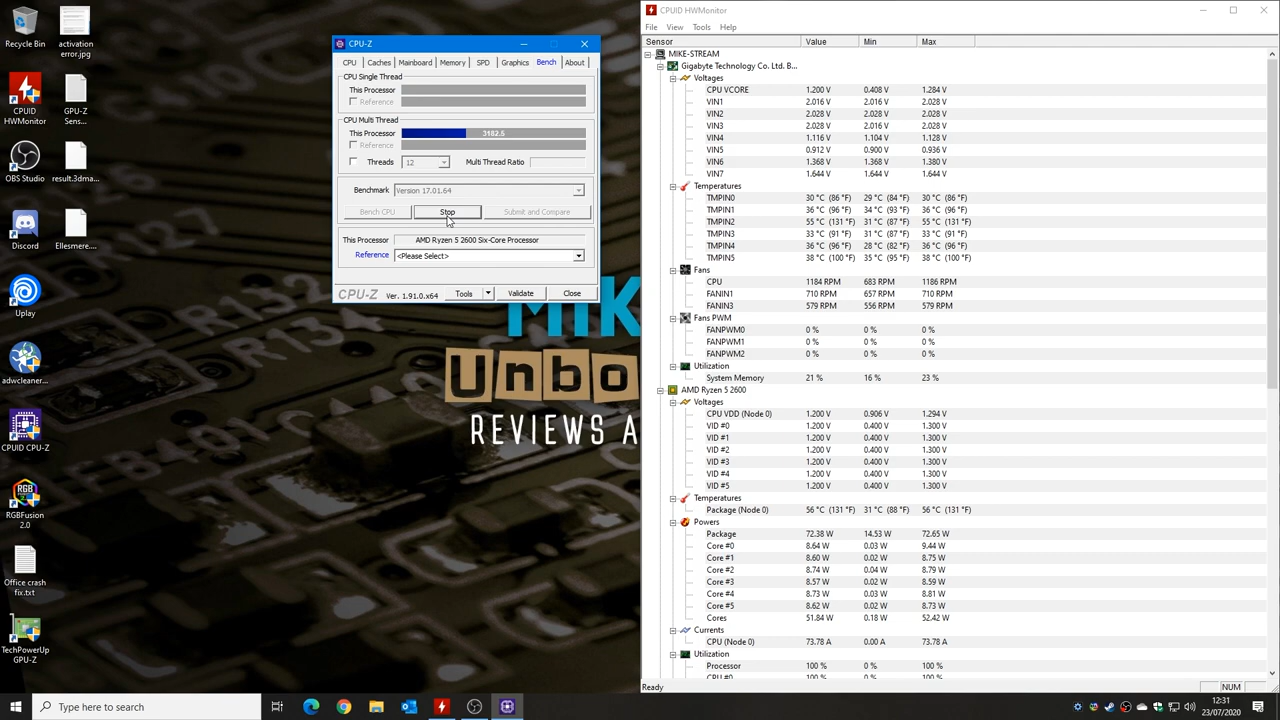 Recycle Bin
activation
error.jpg
CPUID
HWMonitor
GPU-Z
Sens...
OBS Studio
result.3dma...
Discord
Ellesmere....
Uplay
adwcleaner...
CPUID CPU-Z
RGB
FUSION
RGBFusion
2.0
Office crash
fix.txt
TechPowerUp
GPU-Z
Unbo
REVIEWS A
CPU-Z
CPU Caches Mainboard Memory SPD Graphics Bench About
CPU Single Thread
This Processor
Reference
CPU Multi Thread
This Processor 3182.5
Reference
Threads 12 Multi Thread Ratio
Benchmark Version 17.01.64
Bench CPU Stop Submit and Compare
This Processor AMD Ryzen 5 2600 Six-Core Processor
Reference <Please Select>
CPU-Z Ver. 1.91.0.x64 Tools Validate Close
CPUID HWMonitor
File View Tools Help
Sensor Value Min Max
MIKE-STREAM
Gigabyte Technology Co. Ltd. B...
Voltages
CPU VCORE 1.200 V 0.408 V 1.284 V
VIN1 2.016 V 2.016 V 2.028 V
VIN2 2.028 V 2.016 V 2.028 V
VIN3 2.028 V 2.016 V 2.028 V
VIN4 1.116 V 1.104 V 1.128 V
VIN5 0.912 V 0.900 V 0.936 V
VIN6 1.368 V 1.368 V 1.380 V
VIN7 1.644 V 1.644 V 1.644 V
Temperatures
TMPIN0 30 °C (86 °F) 29 °C (84 °F) 30 °C (86 °F)
TMPIN1 36 °C (96 °F) 34 °C (93 °F) 36 °C (96 °F)
TMPIN2 55 °C (131 °F) 32 °C (89 °F) 55 °C (131 °F)
TMPIN3 33 °C (91 °F) 31 °C (87 °F) 33 °C (91 °F)
TMPIN4 36 °C (96 °F) 28 °C (82 °F) 36 °C (96 °F)
TMPIN5 38 °C (100 °F) 35 °C (95 °F) 38 °C (100 °F)
Fans
CPU 1184 RPM 683 RPM 1186 RPM
FANIN1 710 RPM 657 RPM 710 RPM
FANIN3 579 RPM 556 RPM 579 RPM
Fans PWM
FANPWM0 0 % 0 % 0 %
FANPWM1 0 % 0 % 0 %
FANPWM2 0 % 0 % 0 %
Utilization
System Memory 21 % 16 % 23 %
AMD Ryzen 5 2600
Voltages
CPU VDD (Node 0) 1.200 V 0.906 V 1.294 V
VID #0 1.200 V 0.400 V 1.300 V
VID #1 1.200 V 0.400 V 1.300 V
VID #2 1.200 V 0.400 V 1.300 V
VID #3 1.200 V 0.400 V 1.300 V
VID #4 1.200 V 0.400 V 1.300 V
VID #5 1.200 V 0.400 V 1.300 V
Temperatures
Package (Node 0) 56 °C (131 °F) 31 °C (88 °F) 56 °C (131 °F)
Powers
Package 72.38 W 14.53 W 72.65 W
Core #0 8.64 W 0.03 W 9.44 W
Core #1 8.60 W 0.02 W 8.75 W
Core #2 8.74 W 0.04 W 8.79 W
Core #3 8.57 W 0.02 W 8.59 W
Core #4 8.73 W 0.03 W 8.81 W
Core #5 8.62 W 0.02 W 8.73 W
Cores 51.84 W 0.18 W 52.42 W
Currents
CPU (Node 0) 73.78 A 0.00 A 73.78 A
Utilization
Processor 100 % 0 % 100 %
CPU #0 100 % 0 % 100 %
Ready NUM
Type here to search
12:31
23/07/2020